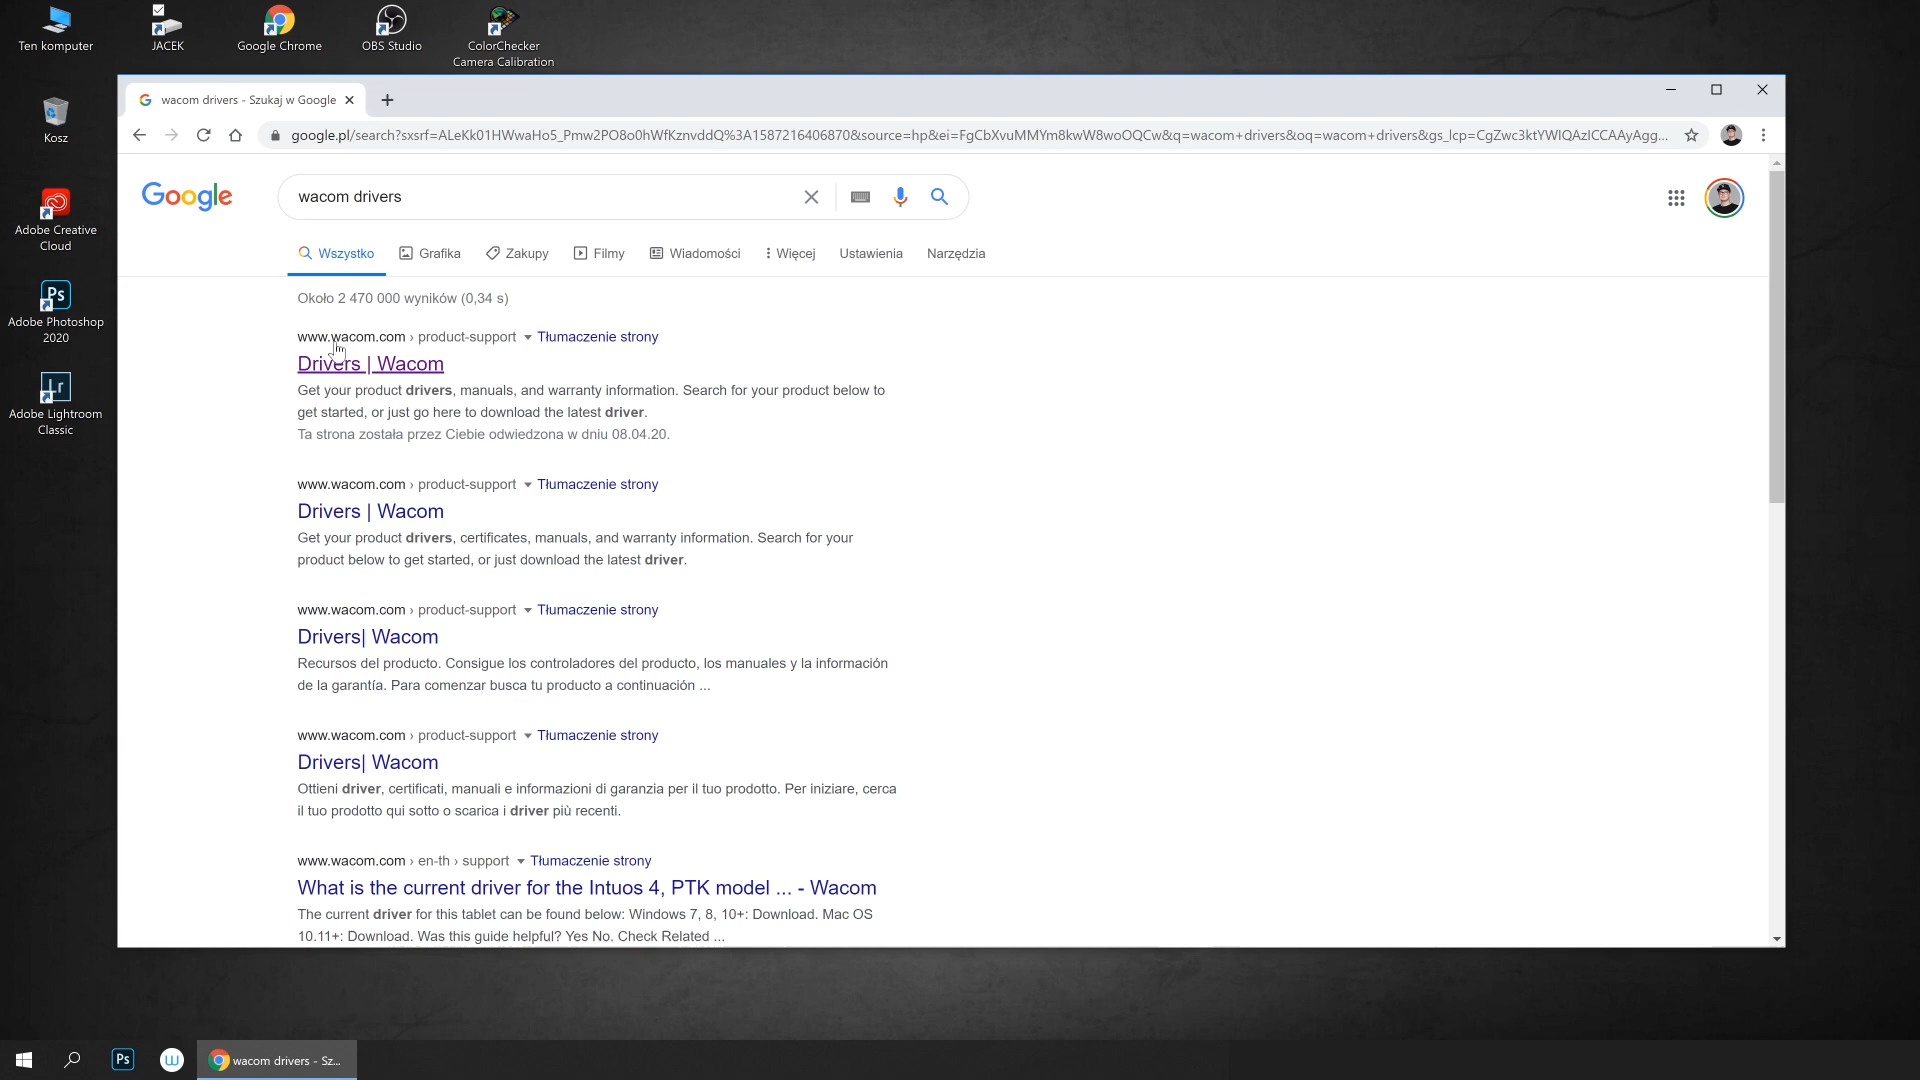 Ten komputer
JACEK
Google Chrome
OBS Studio
ColorChecker
Camera Calibration
Kosz
Adobe Creative
Cloud
Ps
Adobe Photoshop
2020
Lr
Adobe Lightroom
Classic
wacom drivers - Szukaj w Google
google.pl/search?sxsrf=ALeKk01HWwaHo5_Pmw2PO8o0hWfKznvddQ%3A1587216406870&source=hp&ei=FgCbXvuMMYm8kwW8woOQCw&q=wacom+drivers&oq=wacom+drivers&gs_lcp=CgZwc3ktYWIQAzICCAAyAgg...
Google
wacom drivers
Wszystko
Grafika
Zakupy
Filmy
Wiadomości
Więcej
Ustawienia
Narzędzia
Około 2 470 000 wyników (0,34 s)
www.wacom.com › product-support Tłumaczenie strony
Drivers | Wacom
Get your product drivers, manuals, and warranty information. Search for your product below to
get started, or just go here to download the latest driver.
Ta strona została przez Ciebie odwiedzona w dniu 08.04.20.
www.wacom.com › product-support Tłumaczenie strony
Drivers | Wacom
Get your product drivers, certificates, manuals, and warranty information. Search for your
product below to get started, or just download the latest driver.
www.wacom.com › product-support Tłumaczenie strony
Drivers| Wacom
Recursos del producto. Consigue los controladores del producto, los manuales y la información
de la garantía. Para comenzar busca tu producto a continuación ...
www.wacom.com › product-support Tłumaczenie strony
Drivers| Wacom
Ottieni driver, certificati, manuali e informazioni di garanzia per il tuo prodotto. Per iniziare, cerca
il tuo prodotto qui sotto o scarica i driver più recenti.
www.wacom.com › en-th › support Tłumaczenie strony
What is the current driver for the Intuos 4, PTK model ... - Wacom
The current driver for this tablet can be found below: Windows 7, 8, 10+: Download. Mac OS
10.11+: Download. Was this guide helpful? Yes No. Check Related ...
Ps
wacom drivers - Sz...